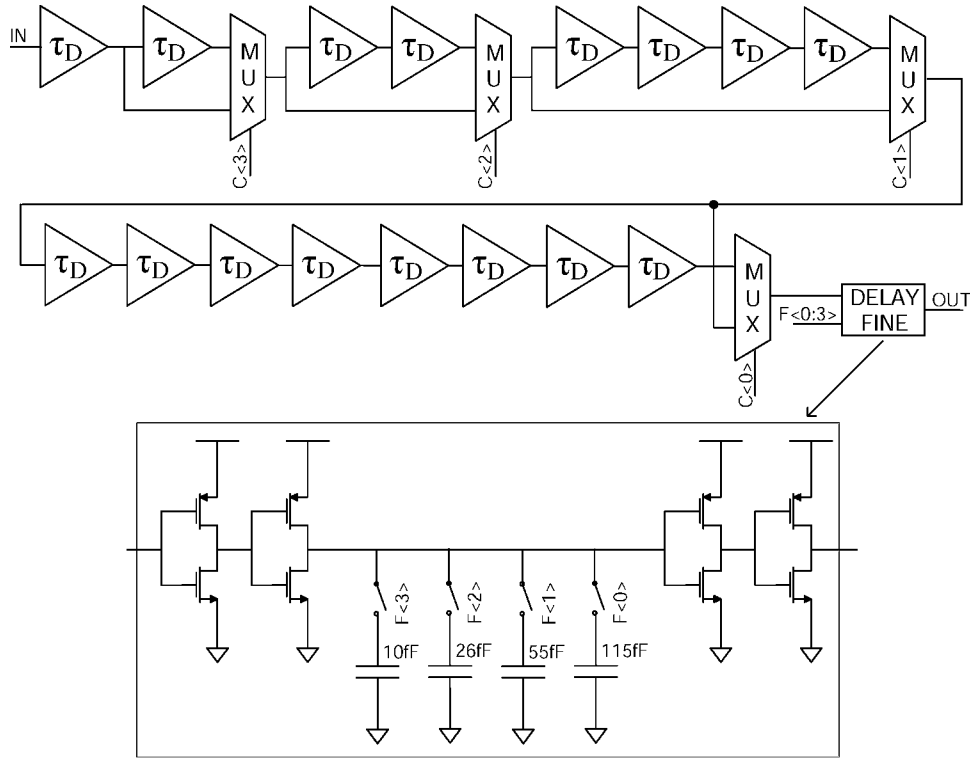 IN
τD τD MUX τD τD MUX τD τD τD τD MUX
C<3> C<2> C<1>
τD τD τD τD τD τD τD τD MUX
DELAY FINE
OUT
F<0:3>
C<0>
F<3> F<2> F<1> F<0>
10fF 26fF 55fF 115fF